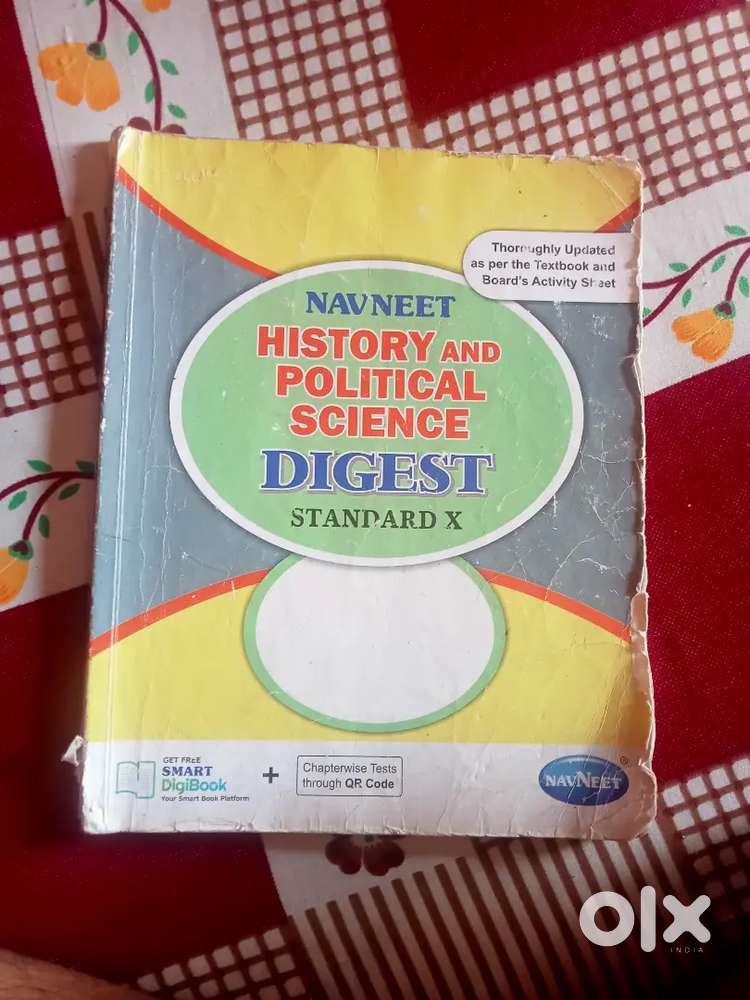 Thoroughly Updated
as per the Textbook and
Board's Activity Sheet
NAVNEET
HISTORY AND
POLITICAL
SCIENCE
DIGEST
STANDARD X
GET FREE
SMART
DigiBook
Your Smart Book Platform
+
Chapterwise Tests
through QR Code
NAVNEET
®
olx
INDIA